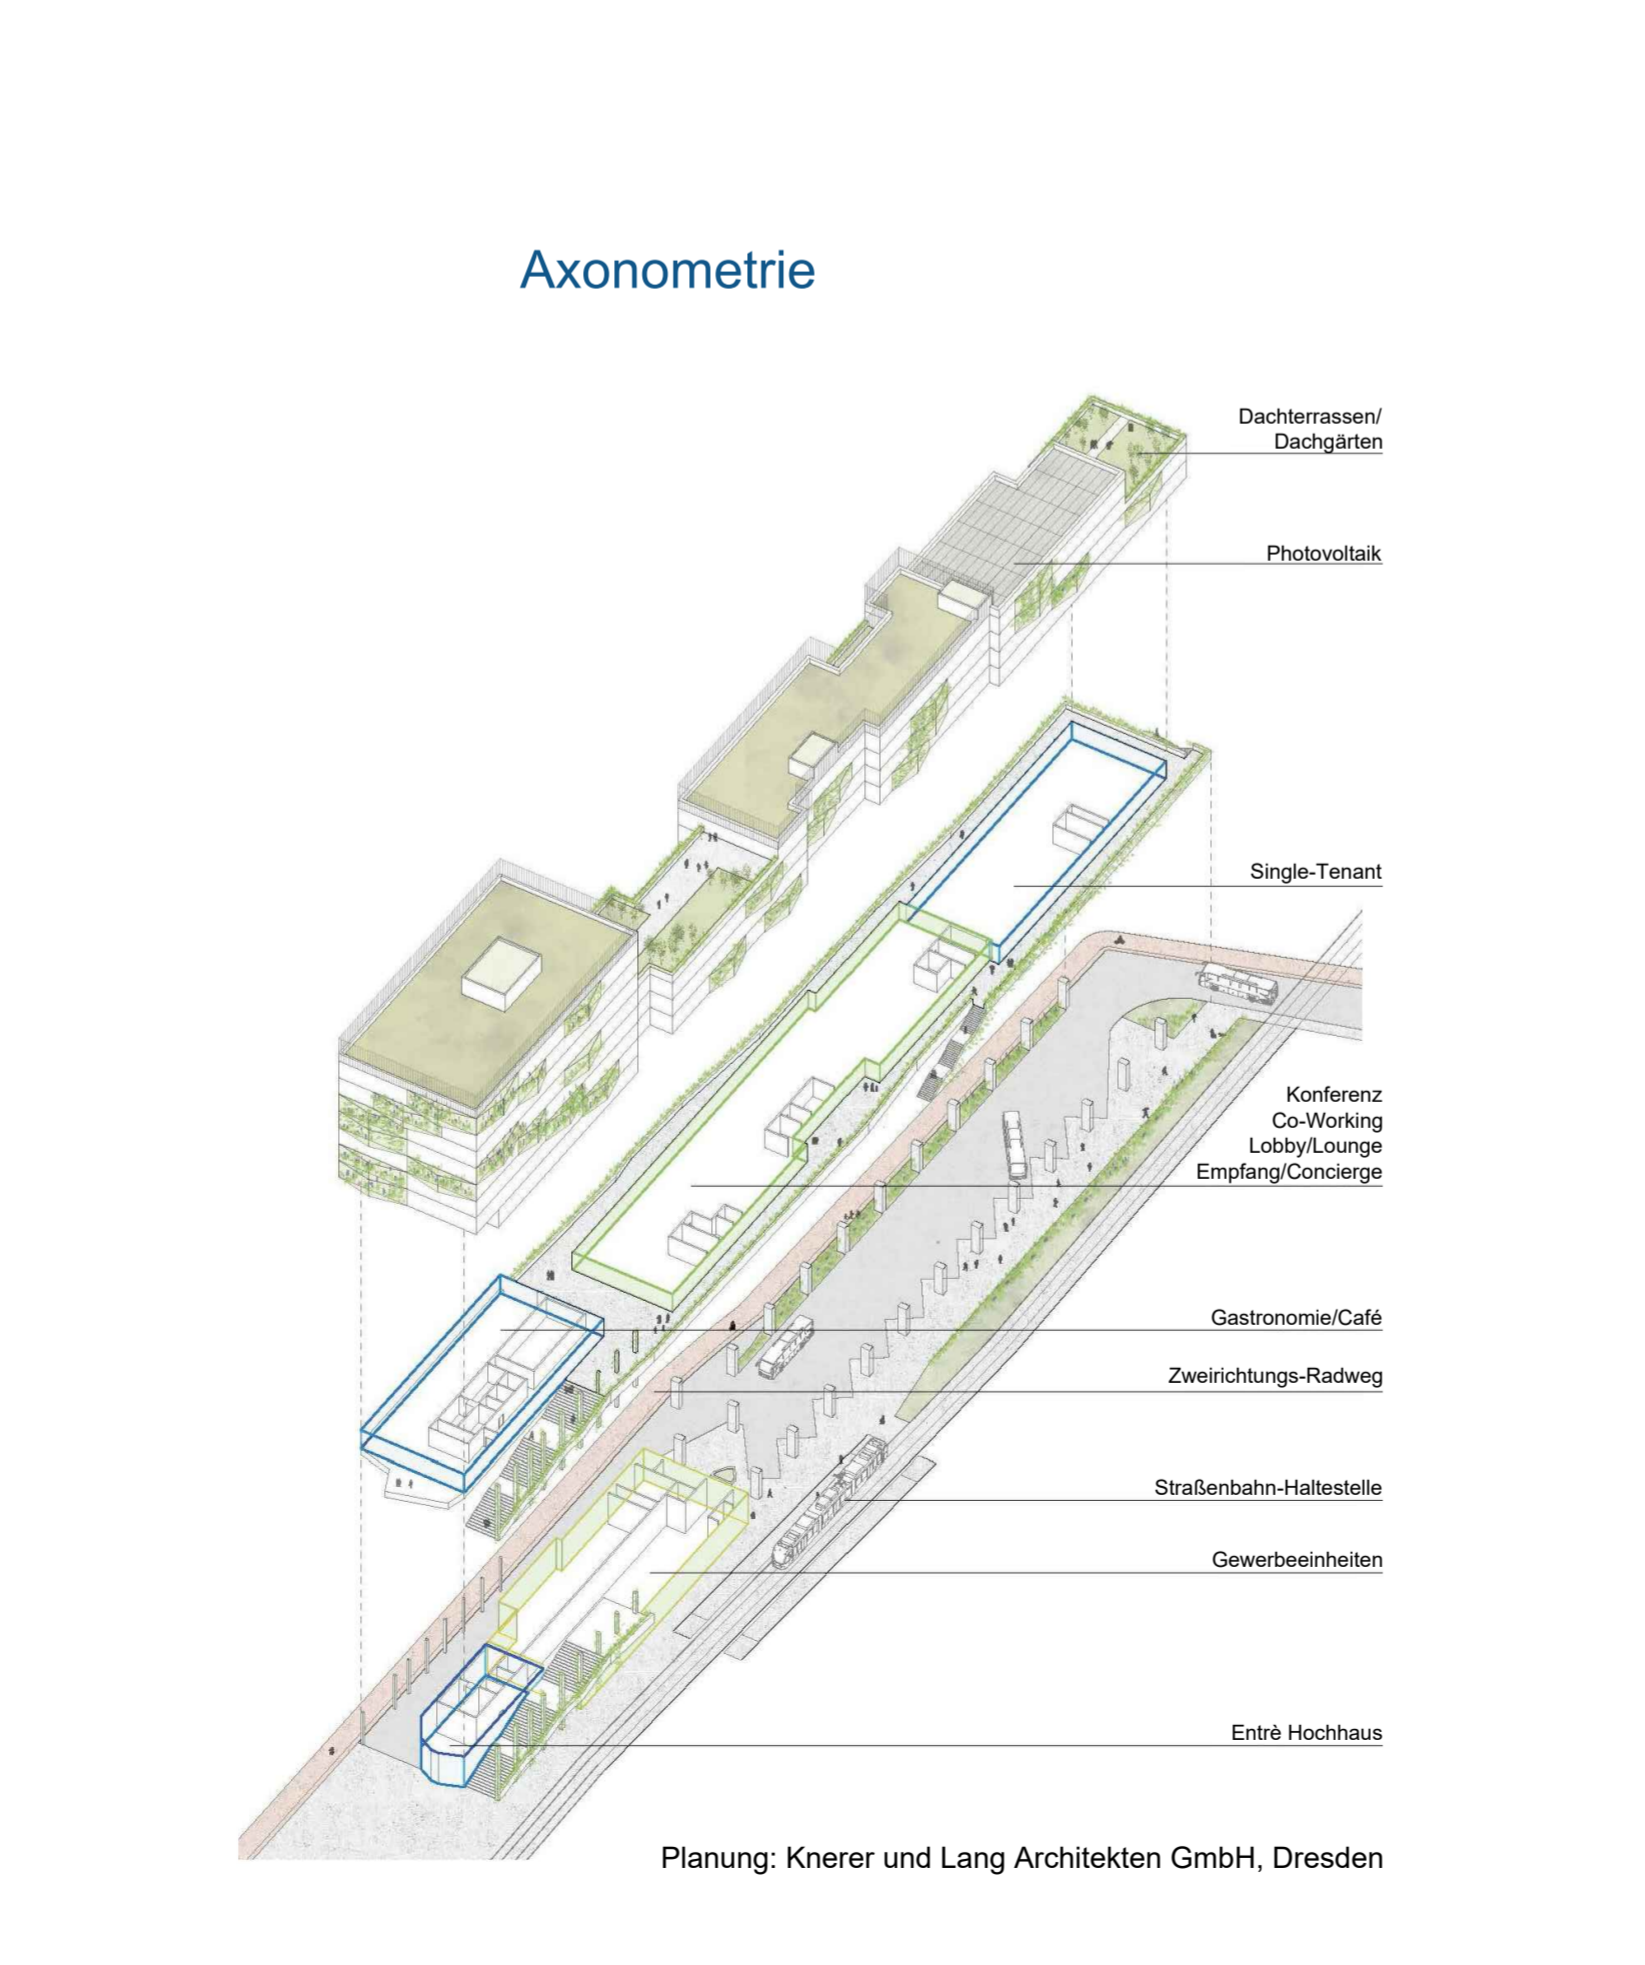 Axonometrie
Dachterrassen/
Dachgärten
Photovoltaik
Single-Tenant
Konferenz
Co-Working
Lobby/Lounge
Empfang/Concierge
Gastronomie/Café
Zweirichtungs-Radweg
Straßenbahn-Haltestelle
Gewerbeeinheiten
Entrè Hochhaus
Planung: Knerer und Lang Architekten GmbH, Dresden